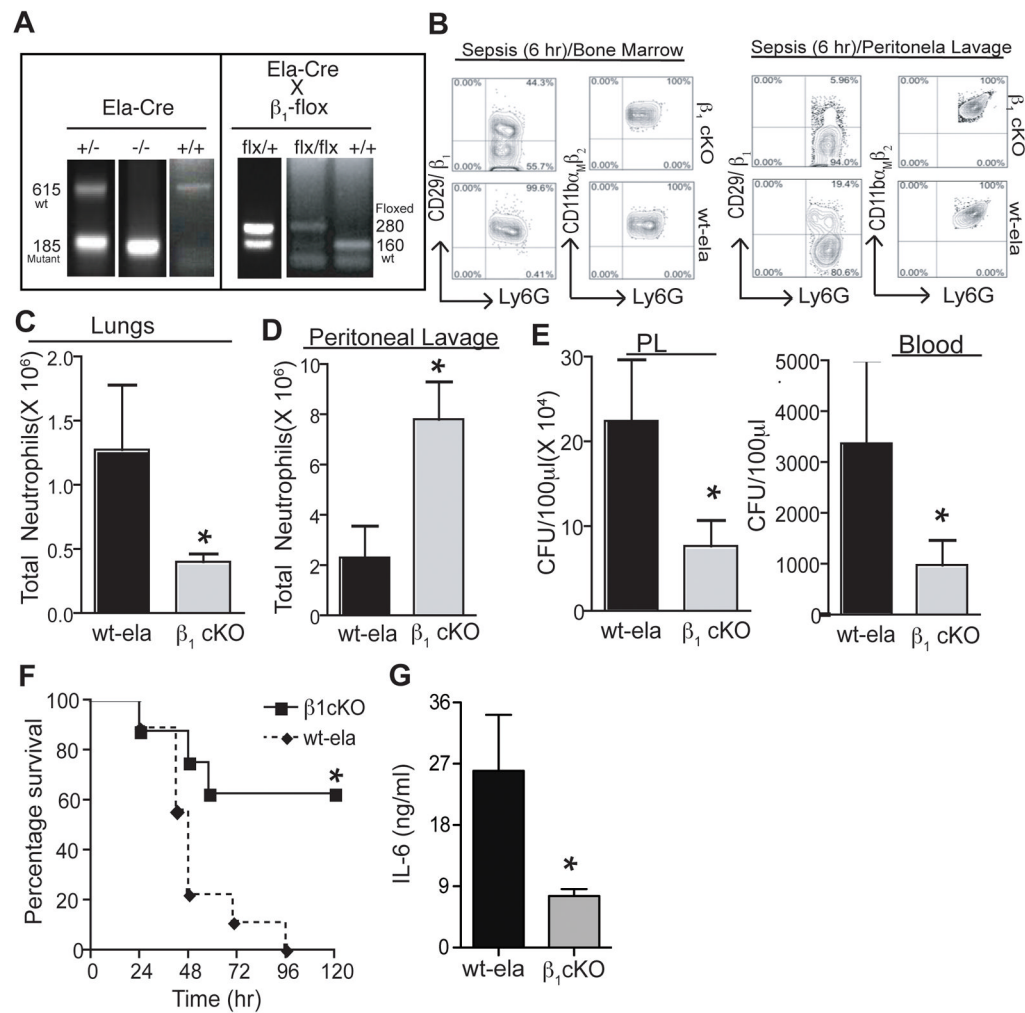 A
Ela-Cre
+/- -/- +/+
615
wt
185
Mutant
Ela-Cre
X
β1-flox
flx/+ flx/flx +/+
Floxed
280
160
wt
B
Sepsis (6 hr)/Bone Marrow
0.00% 44.3%
0.00% 55.7%
0.00% 100%
0.00% 0.00%
β1 cKO
0.00% 99.6%
0.00% 0.41%
0.00% 100%
0.00% 0.00%
wt-ela
CD29/ β1
CD11bαMβ2
Ly6G
Ly6G
Sepsis (6 hr)/Peritonela Lavage
0.00% 5.96%
0.00% 94.0%
0.00% 100%
0.00% 0.00%
β1 cKO
0.00% 19.4%
0.00% 80.6%
0.00% 100%
0.00% 0.00%
wt-ela
CD29/ β1
CD11bαMβ2
Ly6G
Ly6G
C
Lungs
Total Neutrophils(X 10⁶)
2.0
1.5
1.0
0.5
0.0
*
wt-ela β1 cKO
D
Peritoneal Lavage
Total Neutrophils(X 10⁶)
10
8
6
4
2
0
*
wt-ela β1 cKO
E
PL
CFU/100μl(X 10⁴)
30
20
10
0
*
wt-ela β1 cKO
Blood
CFU/100μl
5000
4000
3000
2000
1000
0
*
wt-ela β1 cKO
F
Percentage survival
100
80
60
40
20
0
β1cKO
wt-ela
*
0 24 48 72 96 120
Time (hr)
G
IL-6 (ng/ml)
36
27
18
9
0
*
wt-ela β1cKO